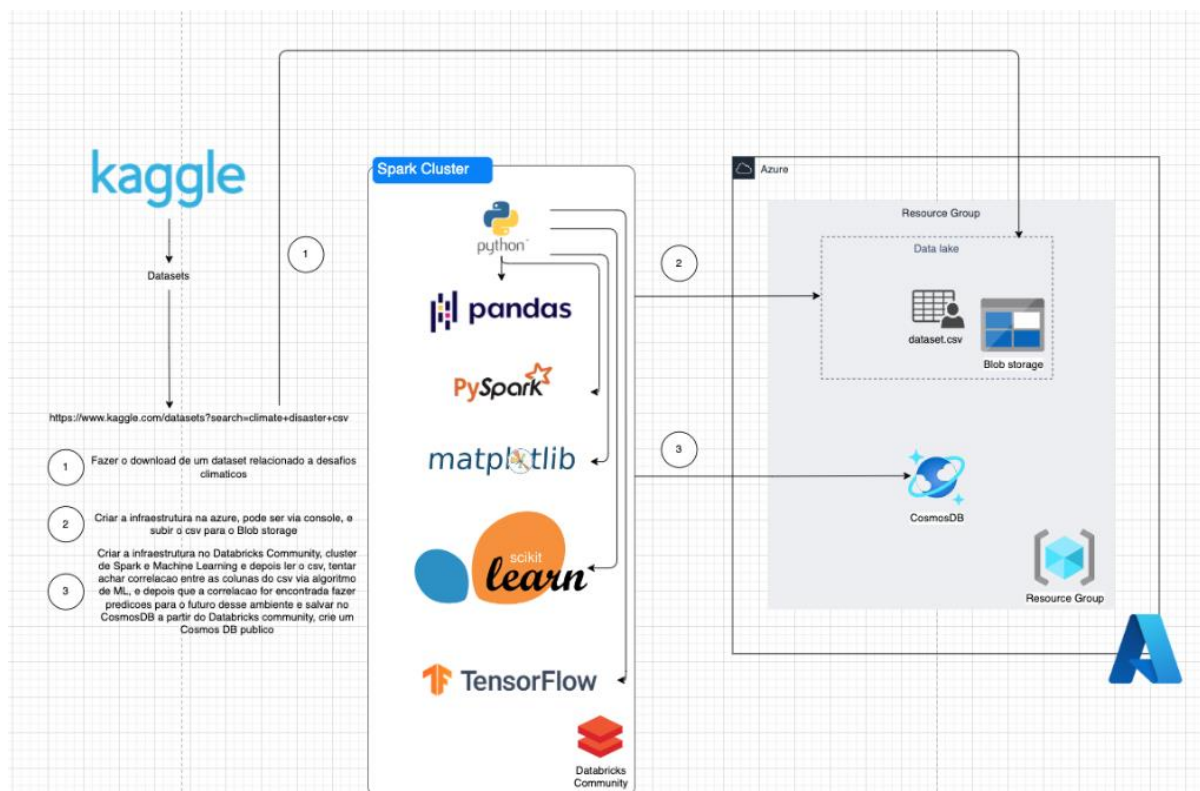 kaggle
Datasets
https://www.kaggle.com/datasets?search=climate+disaster+csv
1
Fazer o download de um dataset relacionado a desafios
climaticos
2
Criar a infraestrutura na azure, pode ser via console, e
subir o csv para o Blob storage
3
Criar a infraestrutura no Databricks Community, cluster
de Spark e Machine Learning e depois ler o csv, tentar
achar correlacao entre as colunas do csv via algoritmo
de ML, e depois que a correlacao for encontrada fazer
predicoes para o futuro desse ambiente e salvar no
CosmosDB a partir do Databricks community, crie um
Cosmos DB publico
1
Spark Cluster
python
pandas
PySpark
matplotlib
scikit
learn
TensorFlow
Databricks
Community
2
3
Azure
Resource Group
Data lake
dataset.csv
Blob storage
CosmosDB
Resource Group